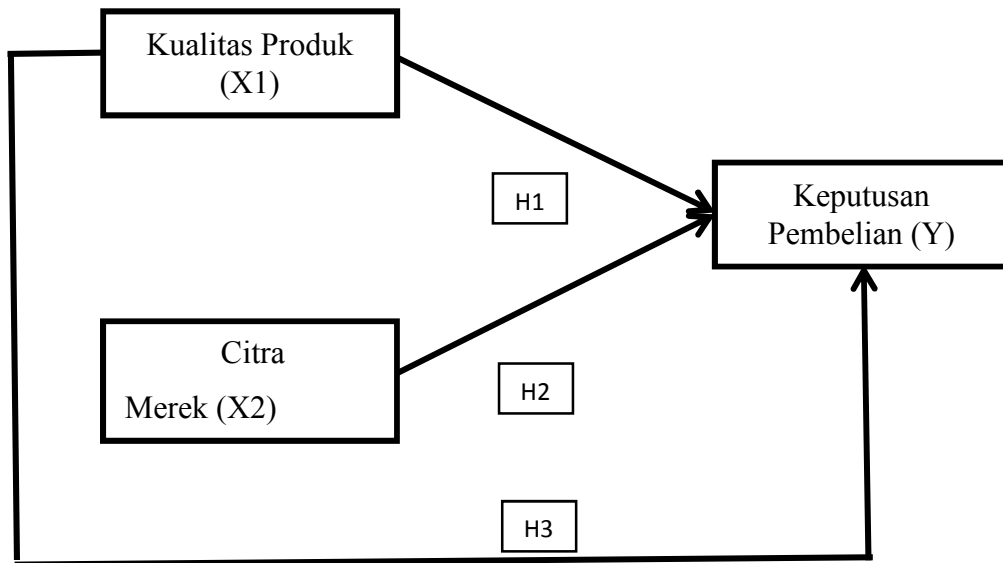 Kualitas Produk
(X1)
H1
Keputusan
Pembelian (Y)
Citra
Merek (X2)
H2
H3